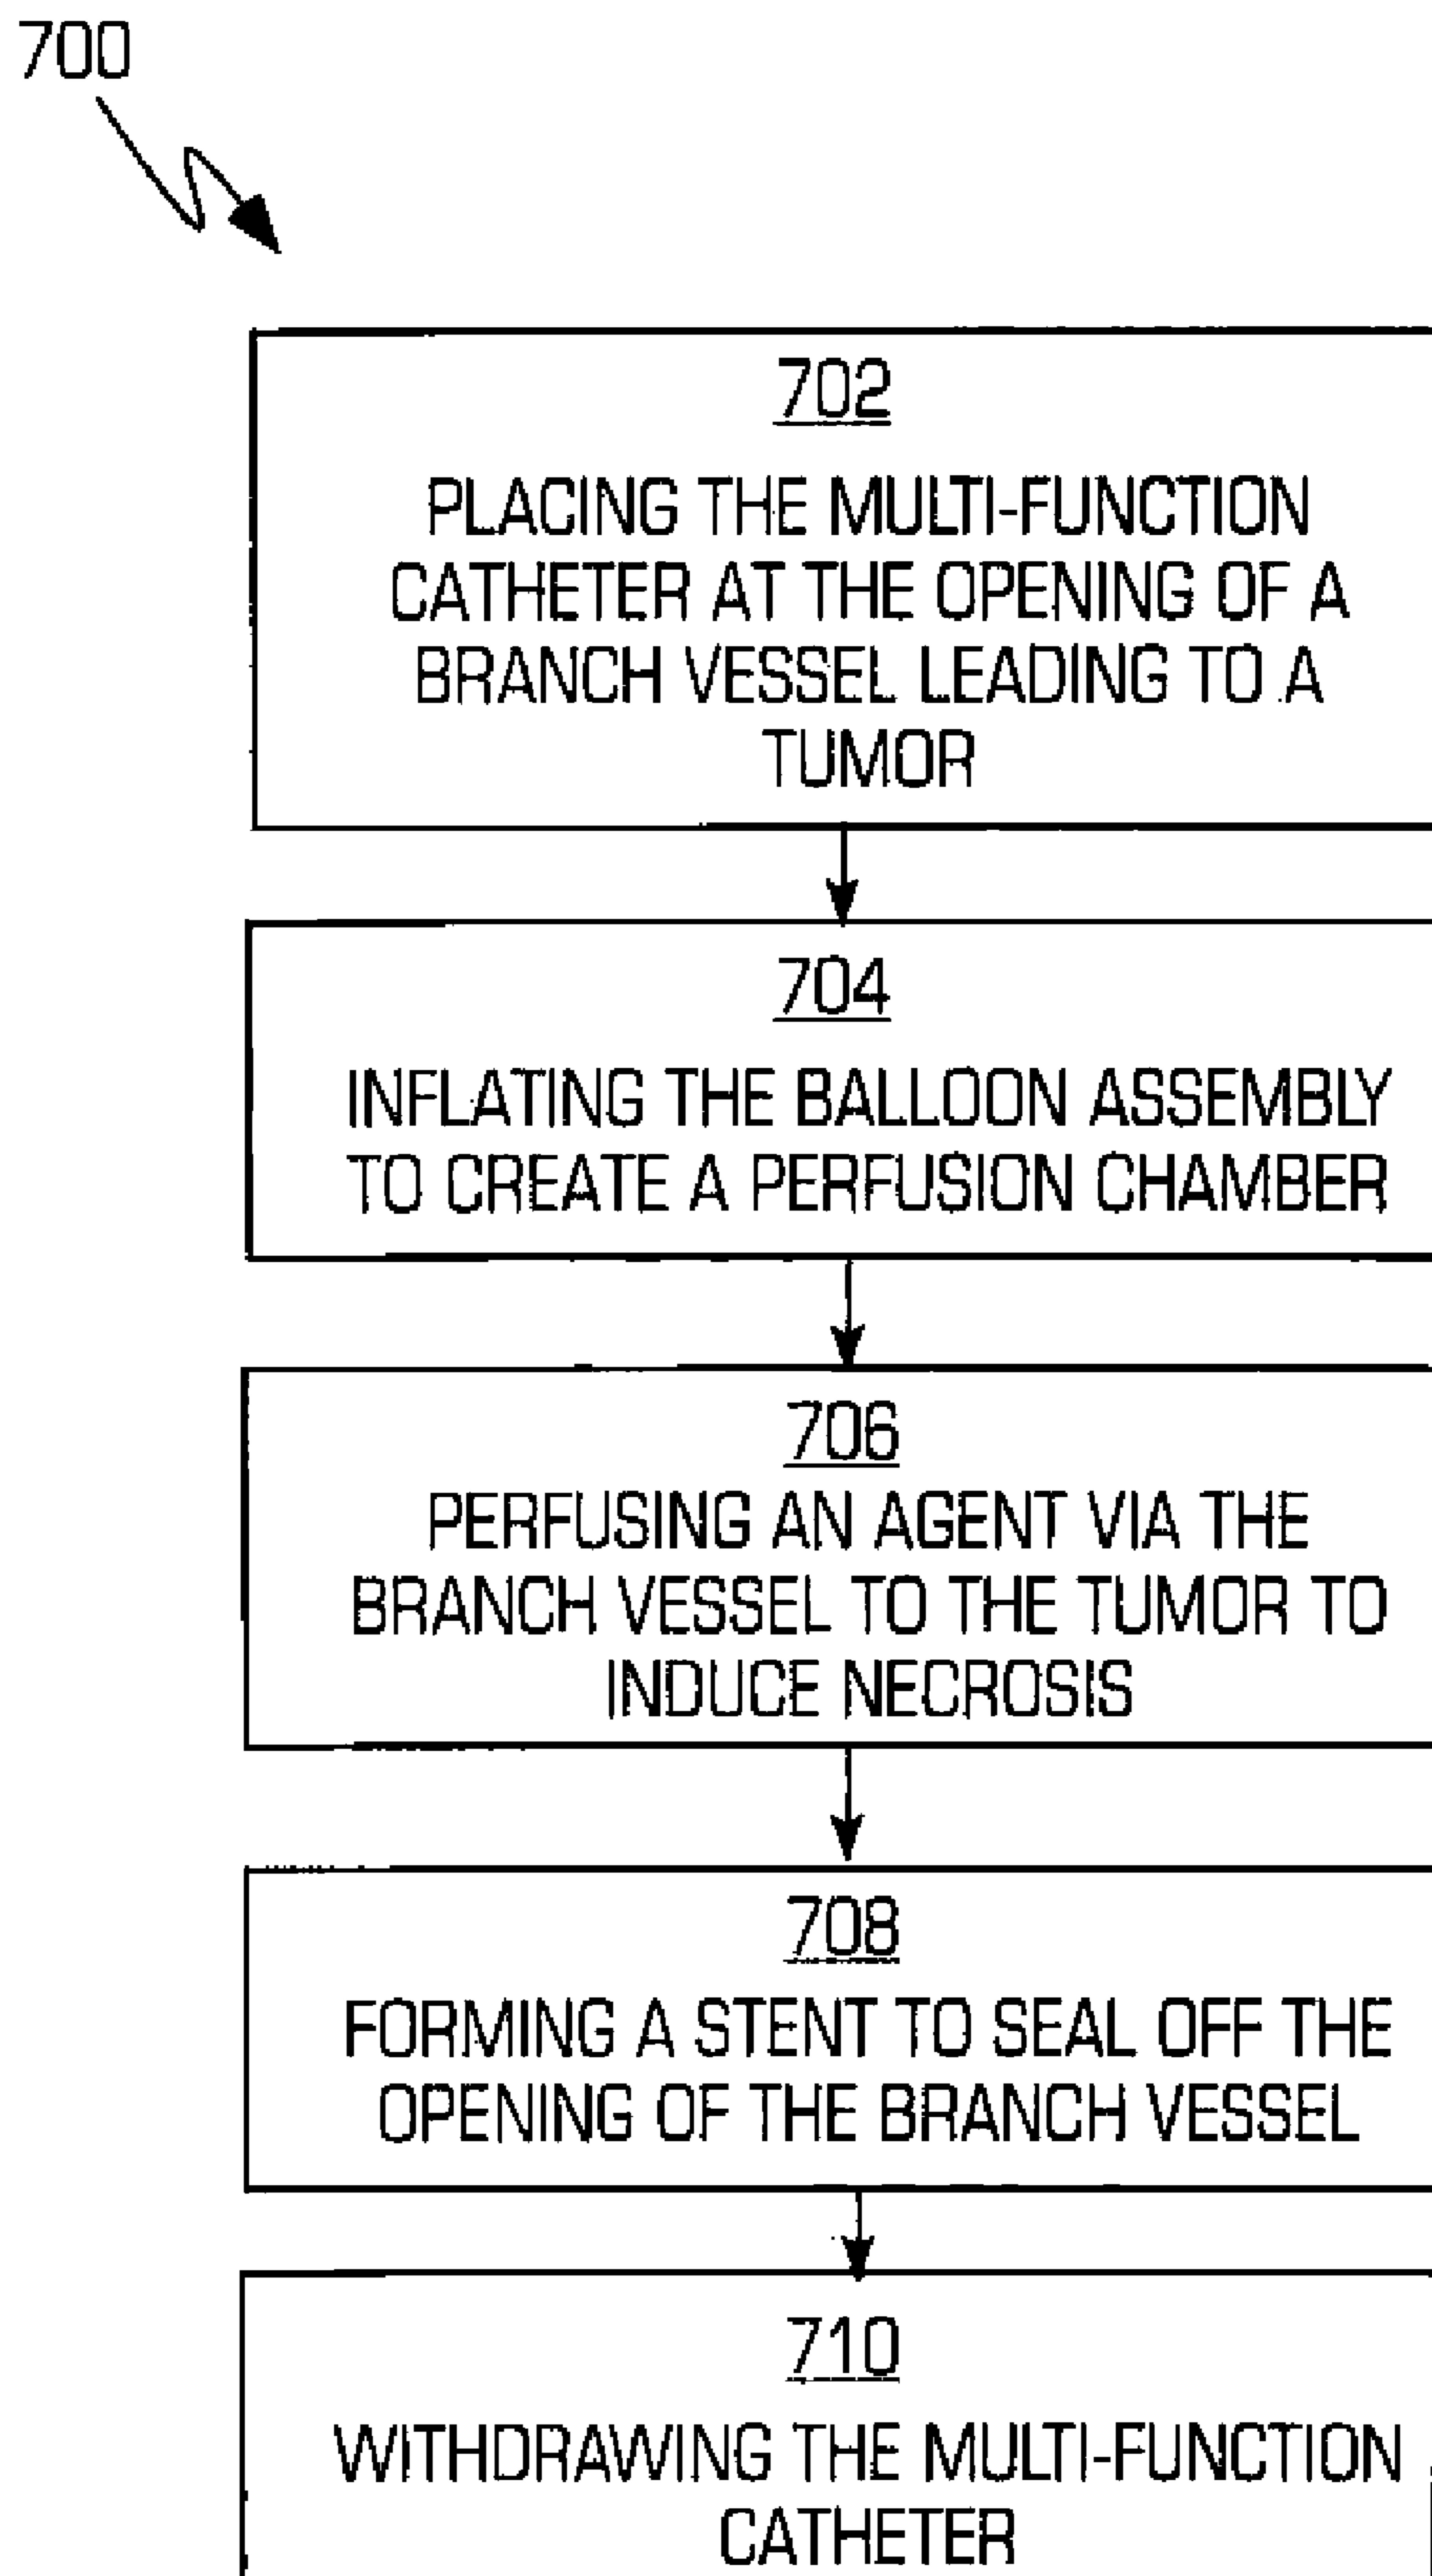 700
702
PLACING THE MULTI-FUNCTION
CATHETER AT THE OPENING OF A
BRANCH VESSEL LEADING TO A
TUMOR
704
INFLATING THE BALLOON ASSEMBLY
TO CREATE A PERFUSION CHAMBER
706
PERFUSING AN AGENT VIA THE
BRANCH VESSEL TO THE TUMOR TO
INDUCE NECROSIS
708
FORMING A STENT TO SEAL OFF THE
OPENING OF THE BRANCH VESSEL
710
WITHDRAWING THE MULTI-FUNCTION
CATHETER